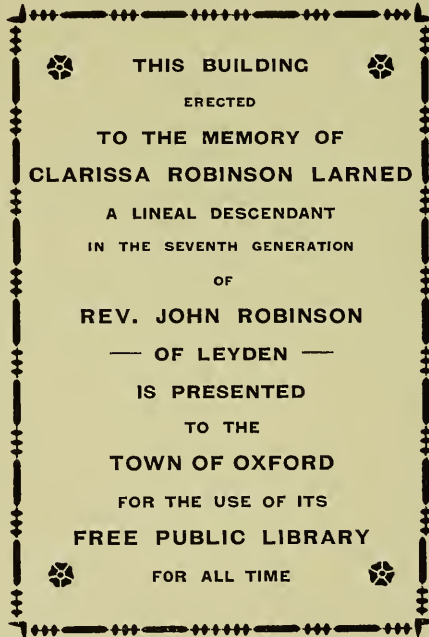 THIS BUILDING
ERECTED
TO THE MEMORY OF
CLARISSA ROBINSON LARNED
A LINEAL DESCENDANT
IN THE SEVENTH GENERATION
OF
REV. JOHN ROBINSON
— OF LEYDEN —
IS PRESENTED
TO THE
TOWN OF OXFORD
FOR THE USE OF ITS
FREE PUBLIC LIBRARY
FOR ALL TIME